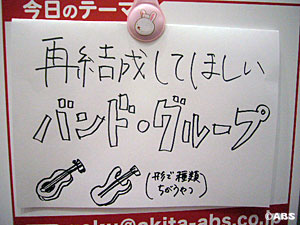 今日のテーマ
再結成してほしい
バンド・グループ
(形で種類
ちがうやつ)
@akita-abs.co.jp
©ABS